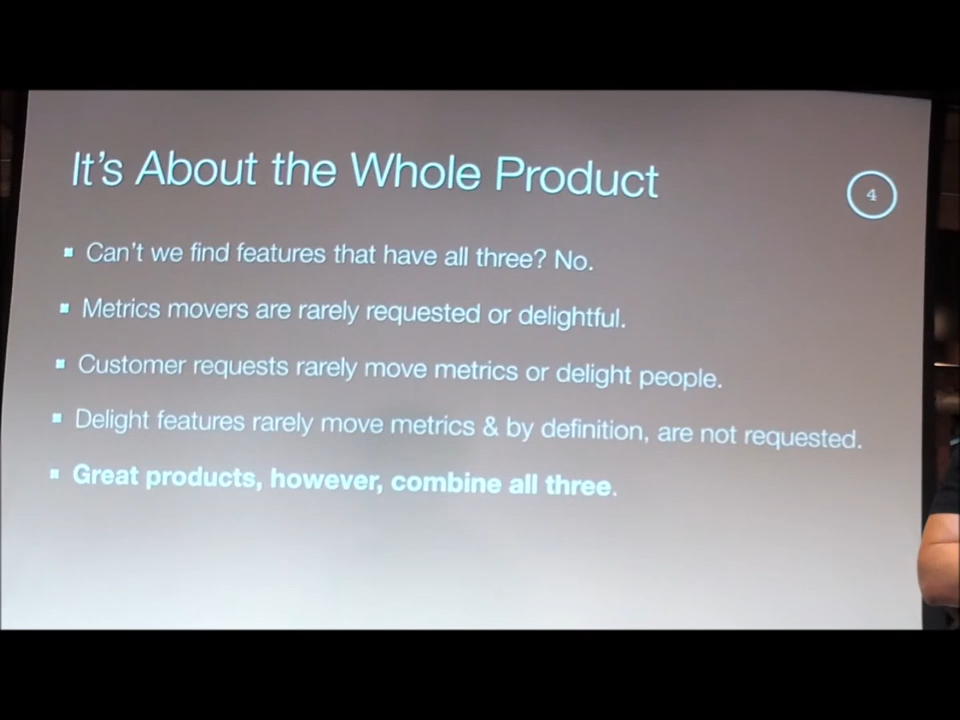 It's About the Whole Product
4
▪ Can't we find features that have all three? No.
▪ Metrics movers are rarely requested or delightful.
▪ Customer requests rarely move metrics or delight people.
▪ Delight features rarely move metrics & by definition, are not requested.
▪ Great products, however, combine all three.